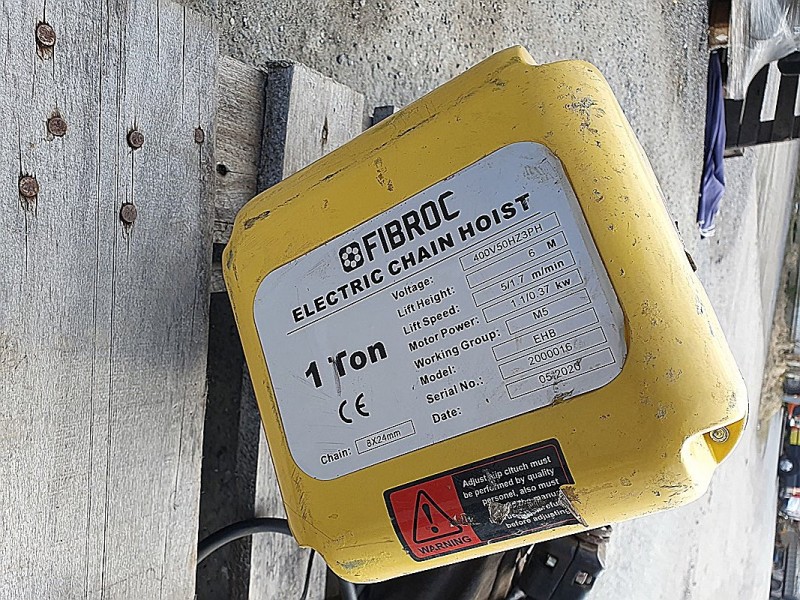 FIBROC
ELECTRIC CHAIN HOIST
1 Ton
CE
Chain: 8X24mm
Voltage: 400V50HZ3PH
Lift Height: 6 M
Lift Speed: 5/1.7 m/min
Motor Power: 1.1/0.37 kw
Working Group: M5
Model: EHB
Serial No.: 2000016
Date: 05.2020
WARNING
Adjust slip cltuch must
be performed by quality
personel, also must
the manu
before adjusting